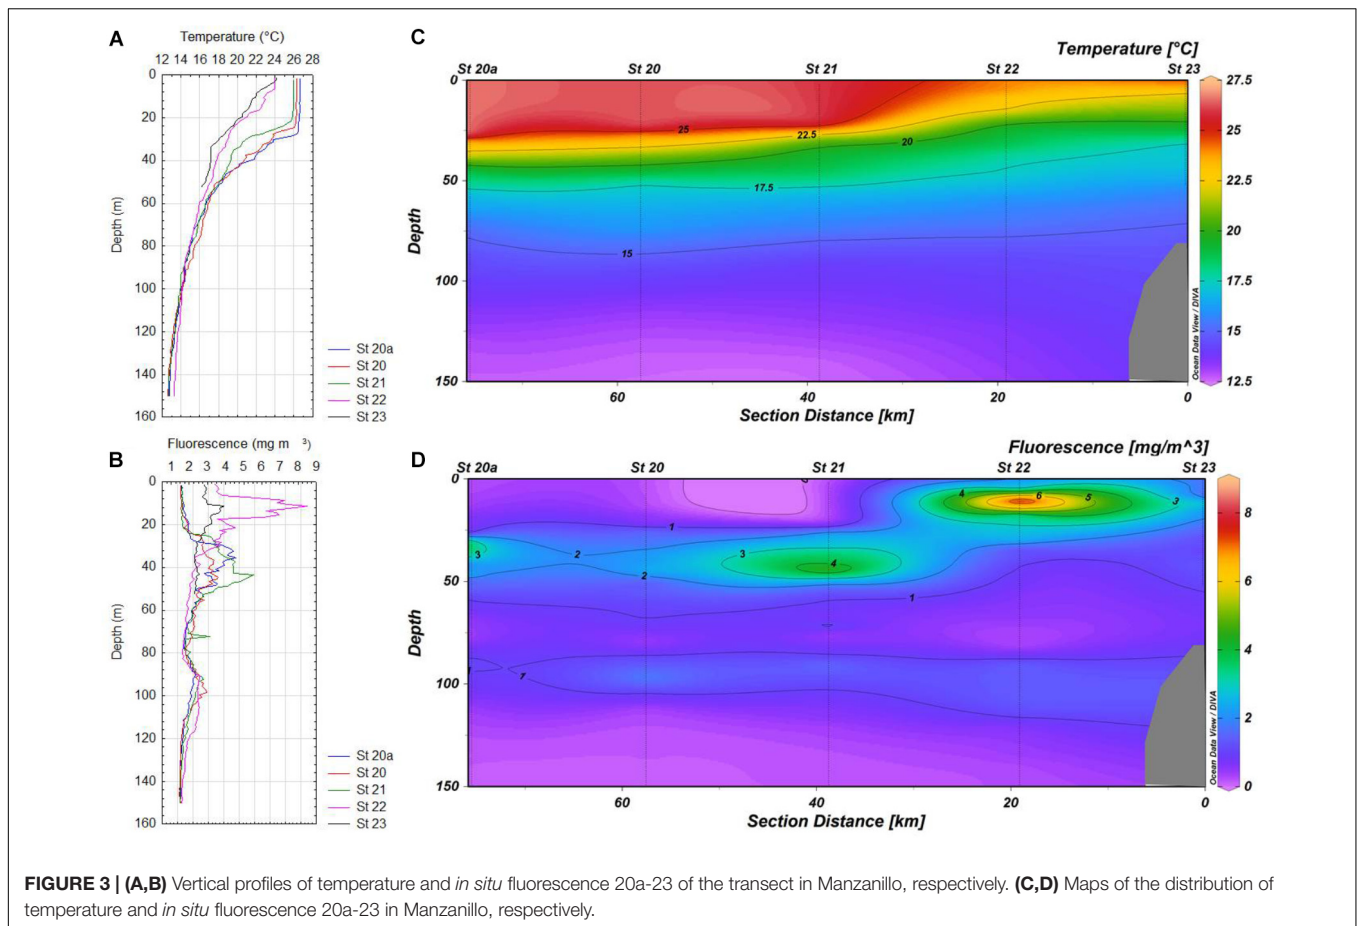 A
Temperature (°C)
12 14 16 18 20 22 24 26 28
0
20
40
60
80
100
120
140
160
Depth (m)
St 20a
St 20
St 21
St 22
St 23
B
Fluorescence (mg m 3)
1 2 3 4 5 6 7 8 9
0
20
40
60
80
100
120
140
160
Depth (m)
St 20a
St 20
St 21
St 22
St 23
C
Temperature [°C]
St 20a St 20 St 21 St 22 St 23
0
50
100
150
Depth
25
22.5
20
17.5
15
60 40 20 0
Section Distance [km]
Ocean Data View / DIVA
27.5
25
22.5
20
17.5
15
12.5
D
Fluorescence [mg/m^3]
St 20a St 20 St 21 St 22 St 23
0
50
100
150
Depth
4 6 5 3
1
3 2 3 4
2
1
1 1
60 40 20 0
Section Distance [km]
Ocean Data View / DIVA
8
6
4
2
0
FIGURE 3 | (A,B) Vertical profiles of temperature and in situ fluorescence 20a-23 of the transect in Manzanillo, respectively. (C,D) Maps of the distribution of
temperature and in situ fluorescence 20a-23 in Manzanillo, respectively.